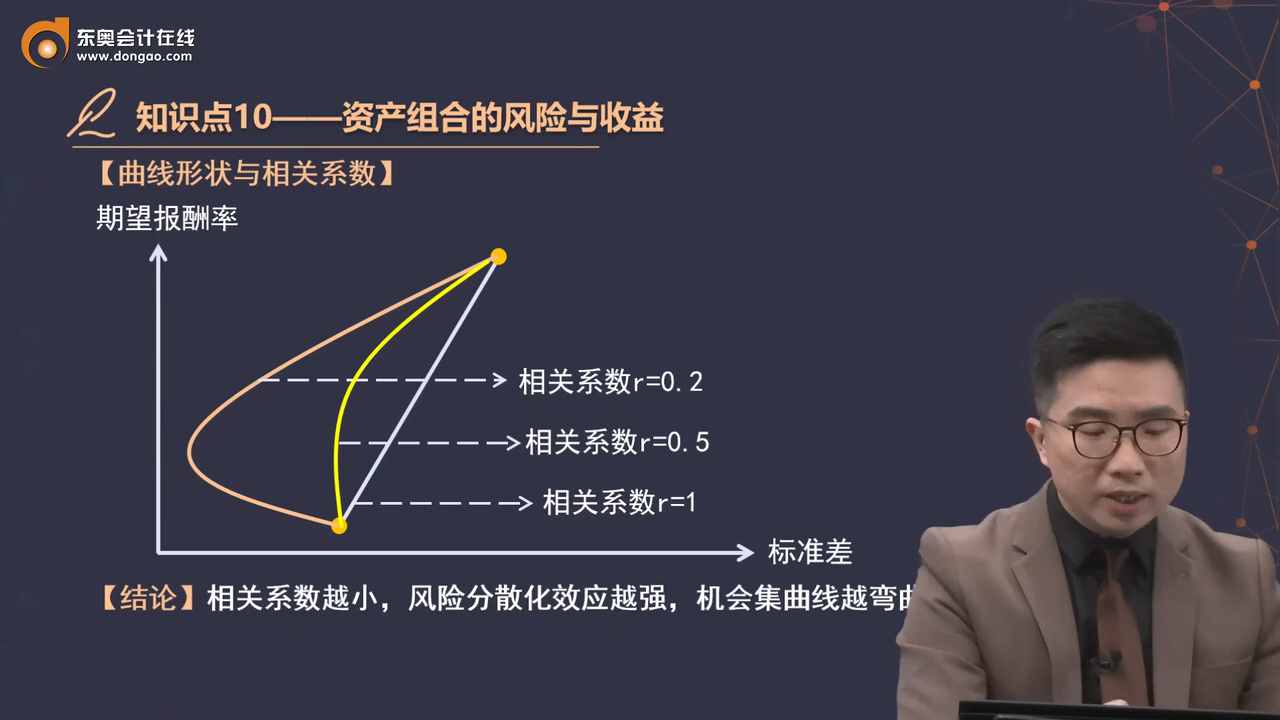 东奥会计在线
www.dongao.com
知识点10——资产组合的风险与收益
【曲线形状与相关系数】
期望报酬率
相关系数r=0.2
相关系数r=0.5
相关系数r=1
标准差
【结论】相关系数越小，风险分散化效应越强，机会集曲线越弯